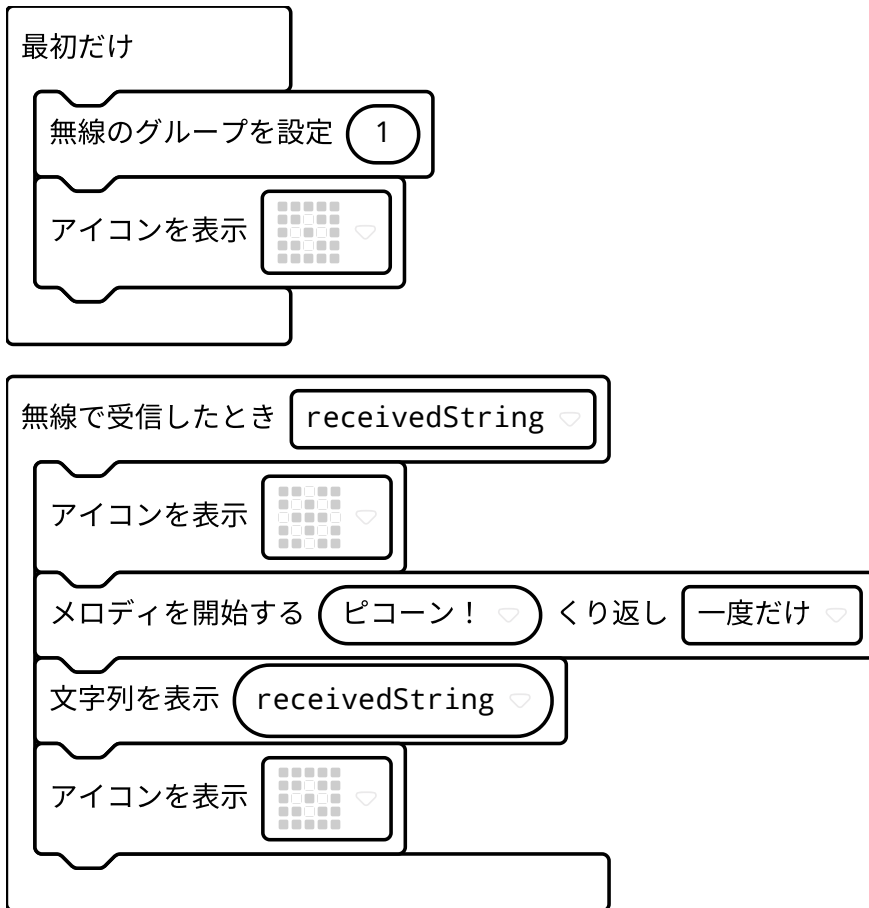 最初だけ
無線のグループを設定 1
アイコンを表示
無線で受信したとき receivedString
アイコンを表示
メロディを開始する ピコーン！ くり返し 一度だけ
文字列を表示 receivedString
アイコンを表示